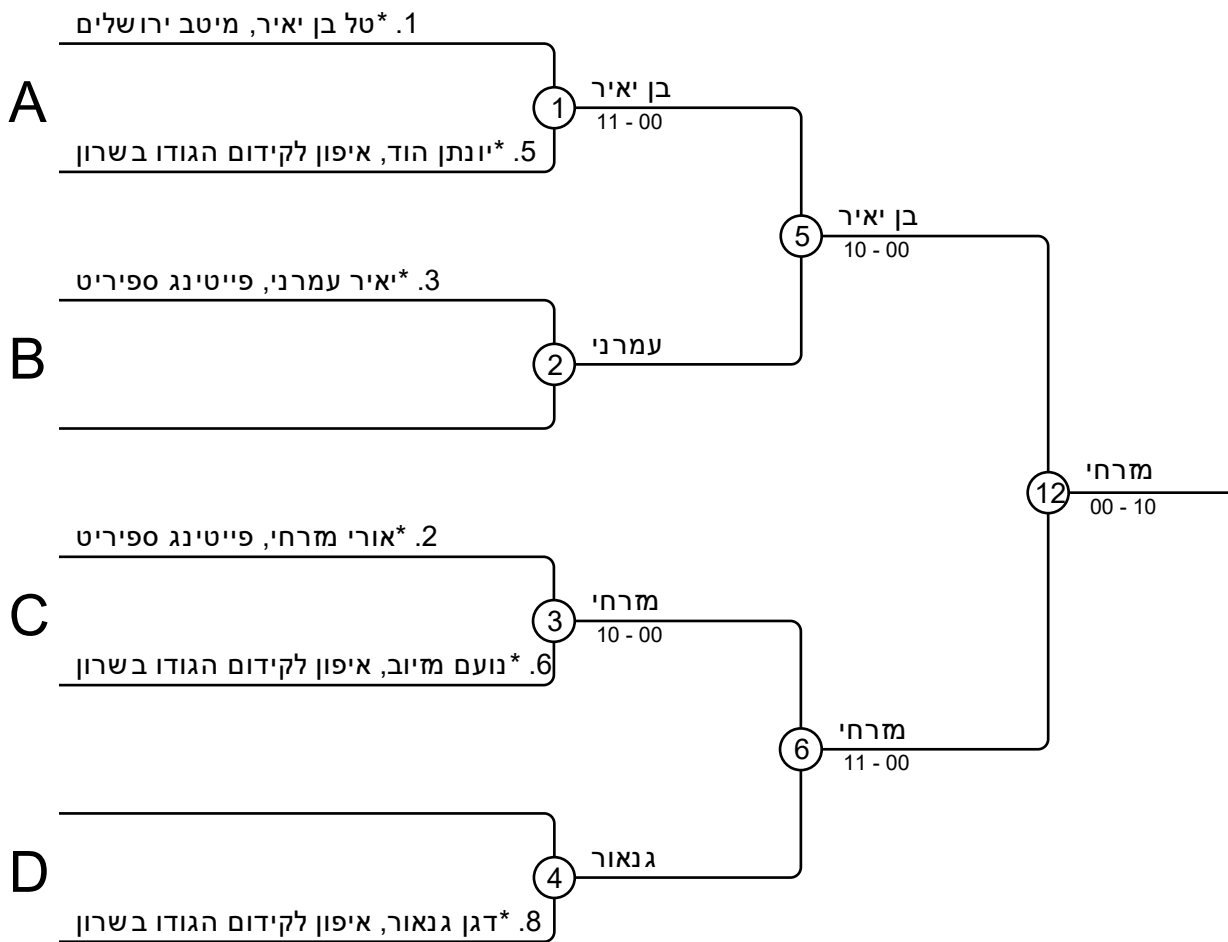 1. *טל בן יאיר, מיטב ירושלים
A
1
בן יאיר
11 - 00
5. *יונתן הוד, איפון לקידום הגודו בשרון
5
בן יאיר
10 - 00
3. *יאיר עמרני, פייטינג ספיריט
B
2
עמרני
12
מזרחי
00 - 10
2. *אורי מזרחי, פייטינג ספיריט
C
3
מזרחי
10 - 00
6. *נועם מזיוב, איפון לקידום הגודו בשרון
6
מזרחי
11 - 00
D
4
גנאור
8. *דגן גנאור, איפון לקידום הגודו בשרון